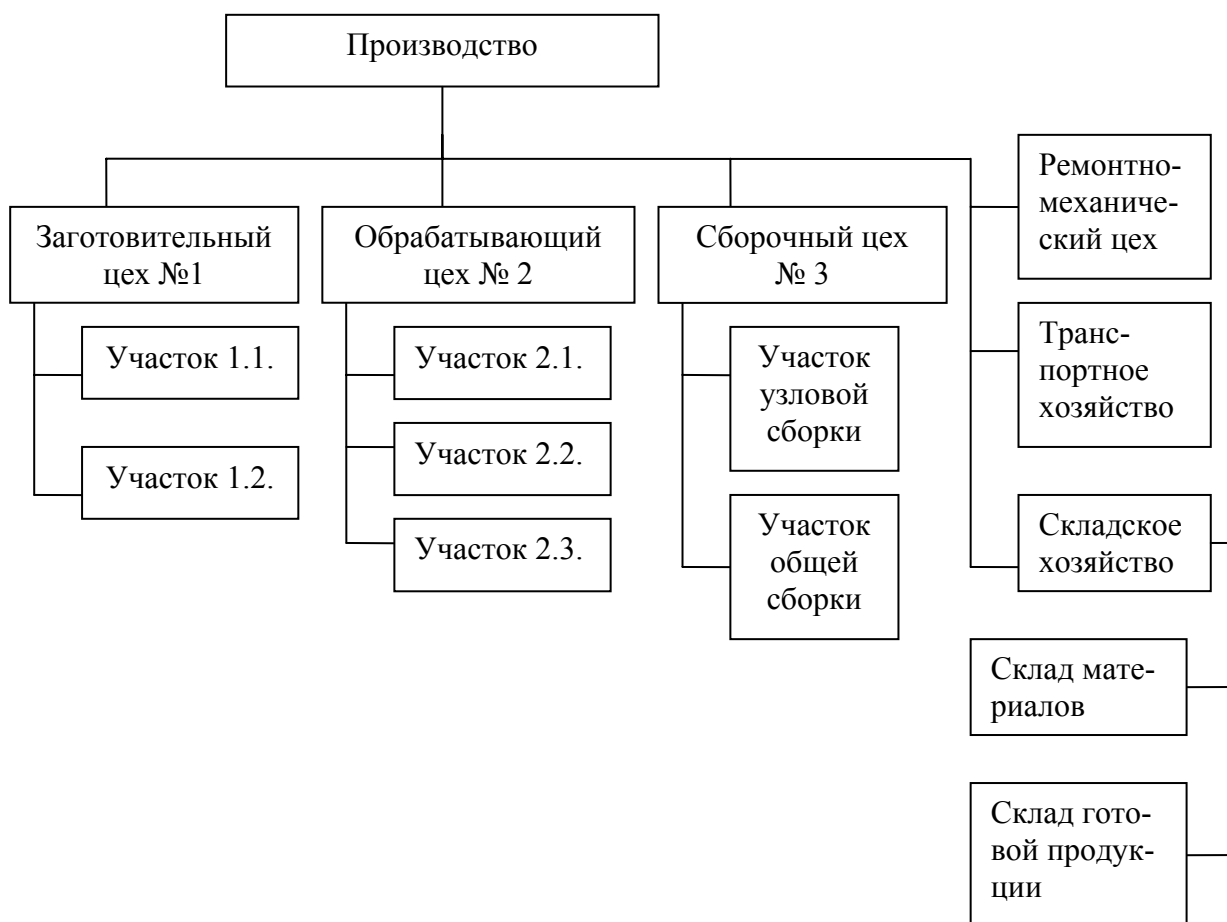 Производство
Заготовительный
цех №1
Участок 1.1.
Участок 1.2.
Обрабатывающий
цех № 2
Участок 2.1.
Участок 2.2.
Участок 2.3.
Сборочный цех
№ 3
Участок
узловой
сборки
Участок
общей
сборки
Ремонтно-
механиче-
ский цех
Транс-
портное
хозяйство
Складское
хозяйство
Склад мате-
риалов
Склад гото-
вой продук-
ции